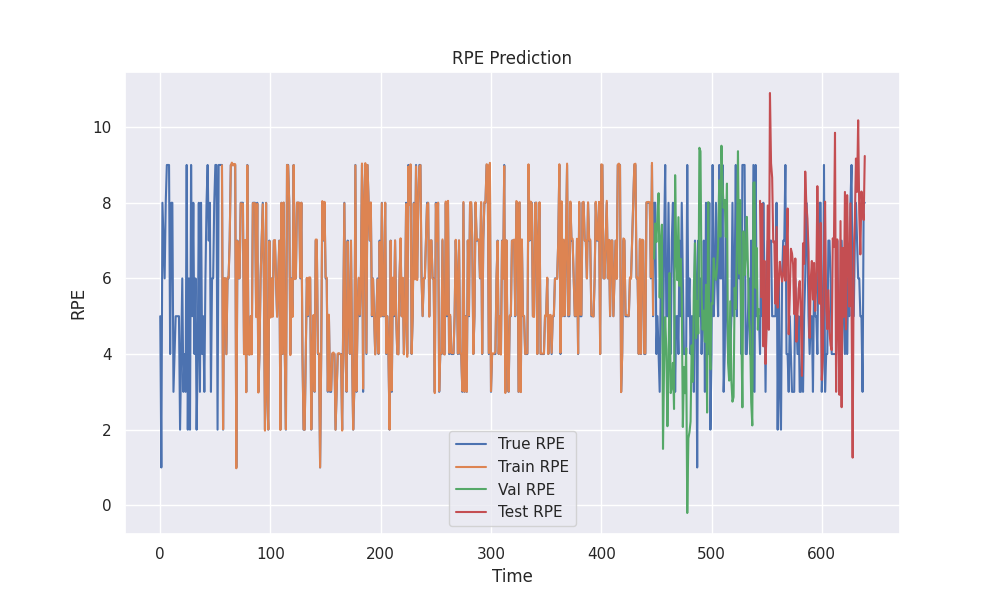 RPE Prediction
10
8
6
4
2
0
RPE
True RPE
Train RPE
Val RPE
Test RPE
0 100 200 300 400 500 600
Time